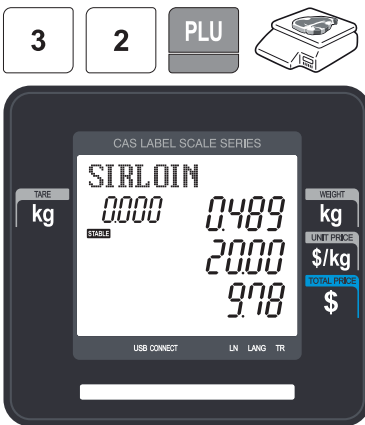 3 2 PLU
CAS LABEL SCALE SERIES
SIRLOIN
TARE
kg
0.000
0.489
WEIGHT
kg
STABLE
20.00
UNIT PRICE
$/kg
9.78
TOTAL PRICE
$
USB CONNECT LN LANG TR